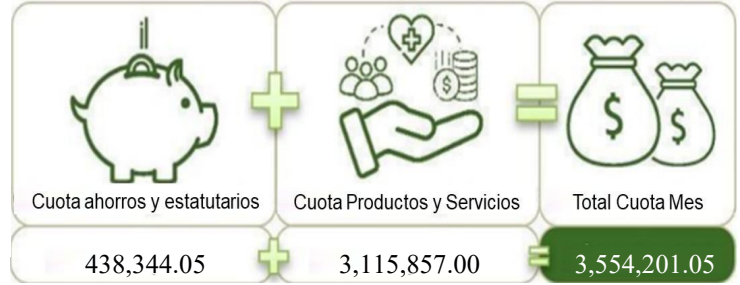 Cuota ahorros y estatutarios
Cuota Productos y Servicios
Total Cuota Mes
438,344.05
3,115,857.00
3,554,201.05